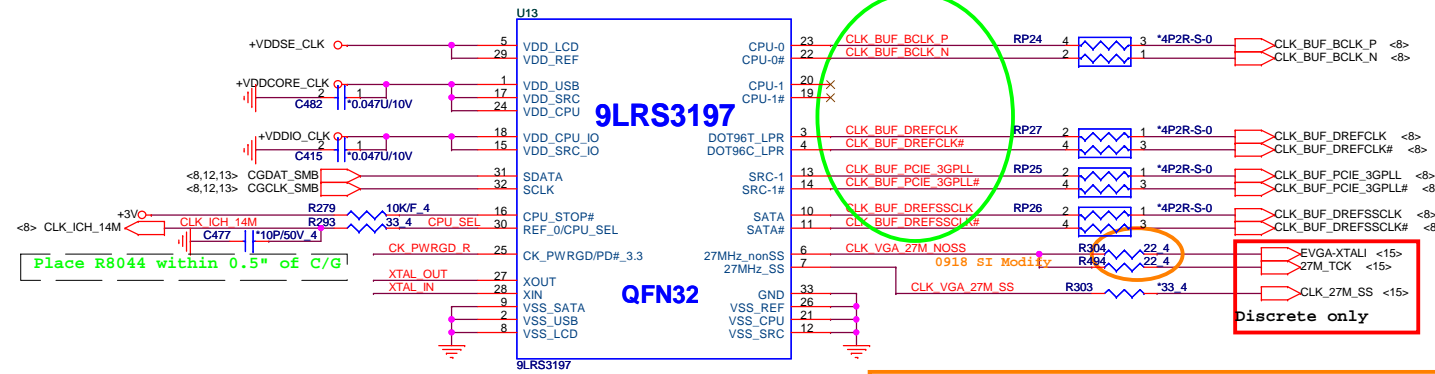 U13
+VDDSE_CLK 5 VDD_LCD CPU-0 23 CLK_BUF_BCLK_P RP24 4 3 *4P2R-S-0 CLK_BUF_BCLK_P <8>
29 VDD_REF CPU-0# 22 CLK_BUF_BCLK_N 2 1 CLK_BUF_BCLK_N <8>
+VDDCORE_CLK 1 VDD_USB CPU-1 20
2 1 17 VDD_SRC CPU-1# 19
C482 *0.047U/10V 24 VDD_CPU
9LRS3197
+VDDIO_CLK 18 VDD_CPU_IO DOT96T_LPR 3 CLK_BUF_DREFCLK RP27 2 1 *4P2R-S-0 CLK_BUF_DREFCLK <8>
2 1 15 VDD_SRC_IO DOT96C_LPR 4 CLK_BUF_DREFCLK# 4 3 CLK_BUF_DREFCLK# <8>
C415 *0.047U/10V
<8,12,13> CGDAT_SMB 31 SDATA SRC-1 13 CLK_BUF_PCIE_3GPLL RP25 2 1 *4P2R-S-0 CLK_BUF_PCIE_3GPLL <8>
<8,12,13> CGCLK_SMB 32 SCLK SRC-1# 14 CLK_BUF_PCIE_3GPLL# 4 3 CLK_BUF_PCIE_3GPLL# <8>
+3V R279 10K/F_4 16 CPU_STOP# SATA 10 CLK_BUF_DREFSSCLK RP26 2 1 *4P2R-S-0 CLK_BUF_DREFSSCLK <8>
<8> CLK_ICH_14M CLK_ICH_14M R293 33_4 CPU_SEL 30 REF_0/CPU_SEL SATA# 11 CLK_BUF_DREFSSCLK# 4 3 CLK_BUF_DREFSSCLK# <8
C477 *10P/50V_4
CK_PWRGD_R 25 CK_PWRGD/PD#_3.3 27MHz_nonSS 6 CLK_VGA_27M_NOSS R304 22_4 EVGA-XTALI <15>
Place R8044 within 0.5" of C/G
27MHz_SS 7 0918 SI Modify R494 22_4 27M_TCK <15>
XTAL_OUT 27 XOUT
XTAL_IN 28 XIN QFN32 GND 33 CLK_VGA_27M_SS R303 *33_4 CLK_27M_SS <15>
9 VSS_SATA VSS_REF 26
2 VSS_USB VSS_CPU 21 Discrete only
8 VSS_LCD VSS_SRC 12
9LRS3197